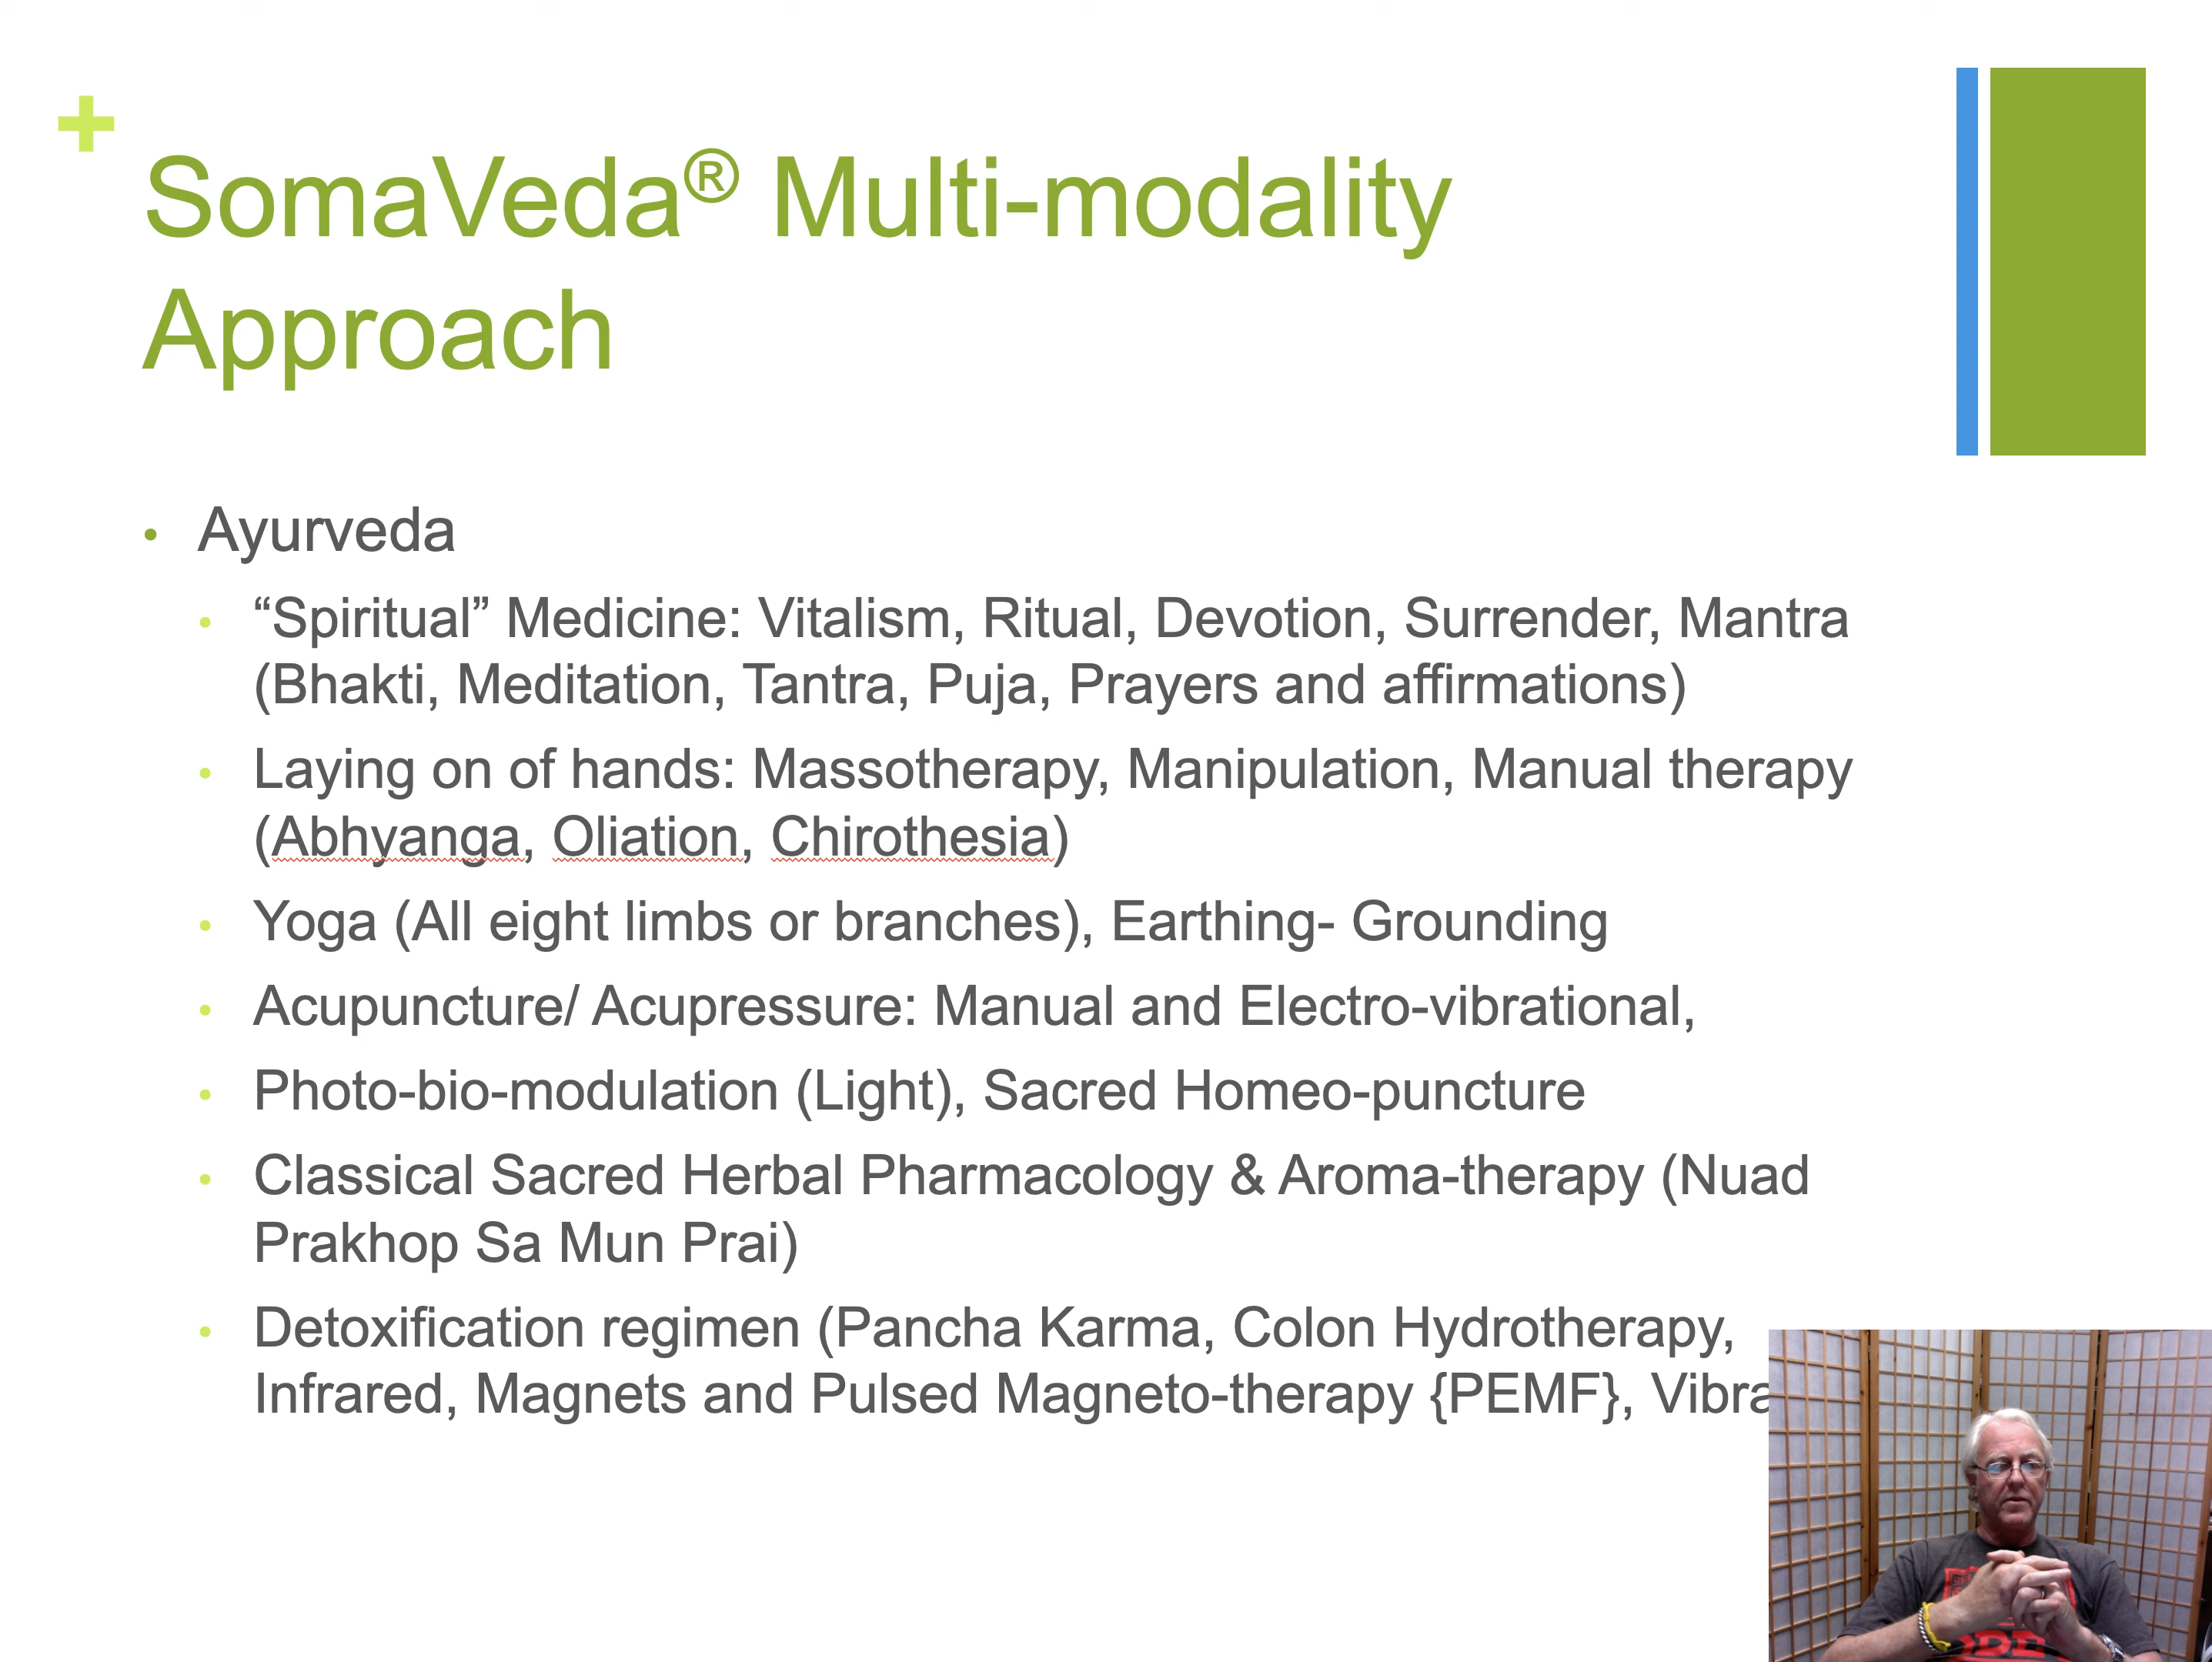 +
SomaVeda® Multi-modality
Approach
• Ayurveda
• “Spiritual” Medicine: Vitalism, Ritual, Devotion, Surrender, Mantra
(Bhakti, Meditation, Tantra, Puja, Prayers and affirmations)
• Laying on of hands: Massotherapy, Manipulation, Manual therapy
(Abhyanga, Oliation, Chirothesia)
• Yoga (All eight limbs or branches), Earthing- Grounding
• Acupuncture/ Acupressure: Manual and Electro-vibrational,
• Photo-bio-modulation (Light), Sacred Homeo-puncture
• Classical Sacred Herbal Pharmacology & Aroma-therapy (Nuad
Prakhop Sa Mun Prai)
• Detoxification regimen (Pancha Karma, Colon Hydrotherapy,
Infrared, Magnets and Pulsed Magneto-therapy {PEMF},